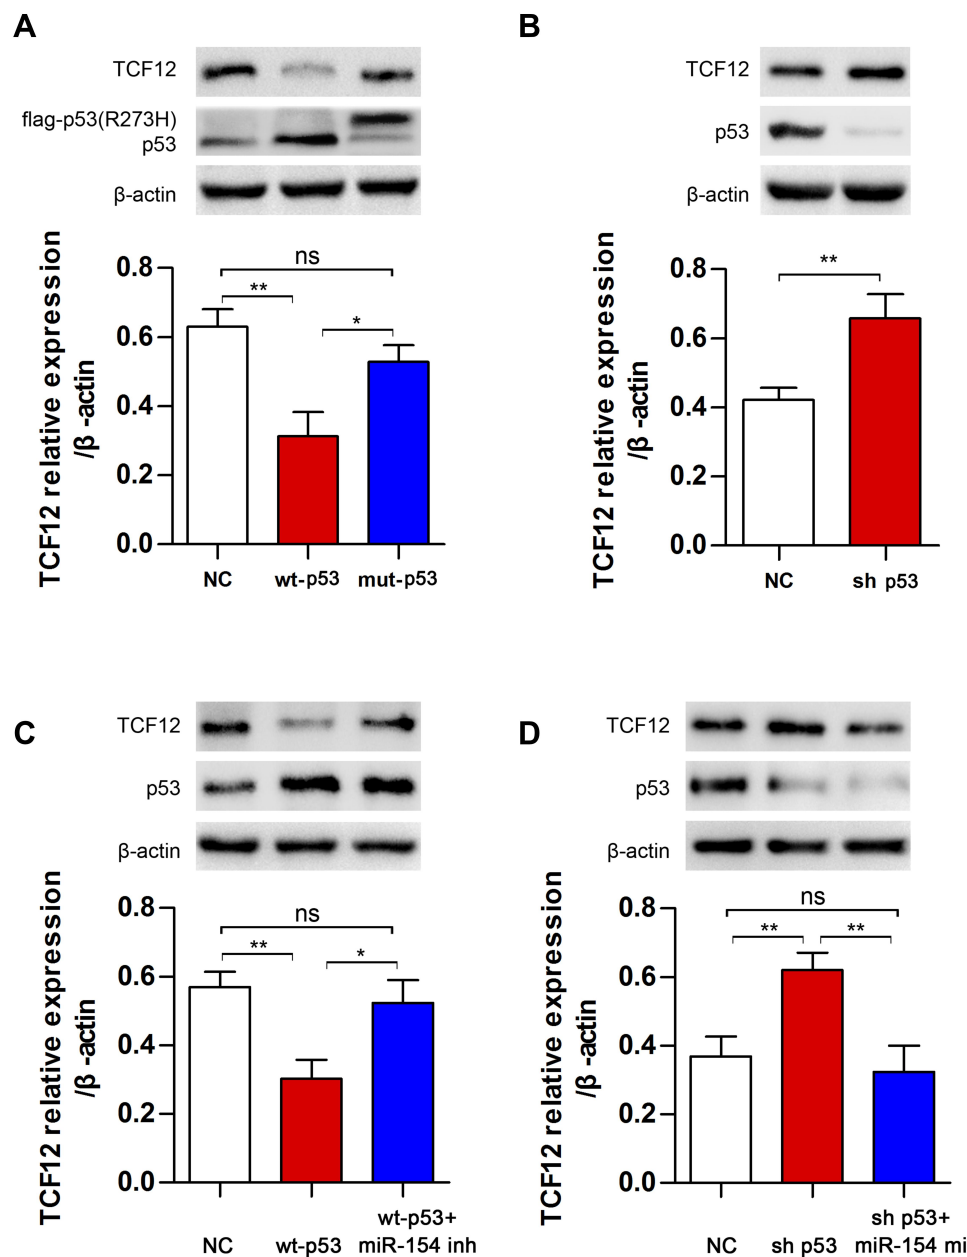 A
TCF12
flag-p53(R273H)
p53
β-actin
TCF12 relative expression
/β -actin
0.8
0.6
0.4
0.2
0.0
ns
**
*
NC wt-p53 mut-p53
B
TCF12
p53
β-actin
TCF12 relative expression
/β -actin
0.8
0.6
0.4
0.2
0.0
**
NC sh p53
C
TCF12
p53
β-actin
TCF12 relative expression
/β -actin
0.8
0.6
0.4
0.2
0.0
ns
** *
NC wt-p53 wt-p53+
miR-154 inh
D
TCF12
p53
β-actin
TCF12 relative expression
/β -actin
0.8
0.6
0.4
0.2
0.0
ns
** **
NC sh p53 sh p53+
miR-154 mi